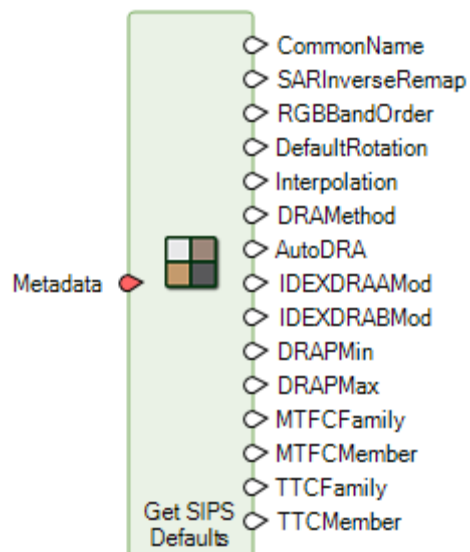 CommonName
SARInverseRemap
RGBBandOrder
DefaultRotation
Interpolation
DRAMethod
AutoDRA
Metadata
IDEXDRAAMod
IDEXDRABMod
DRAPMin
DRAPMax
MTFCFamily
MTFCMember
TTCFamily
TTCMember
Get SIPS
Defaults